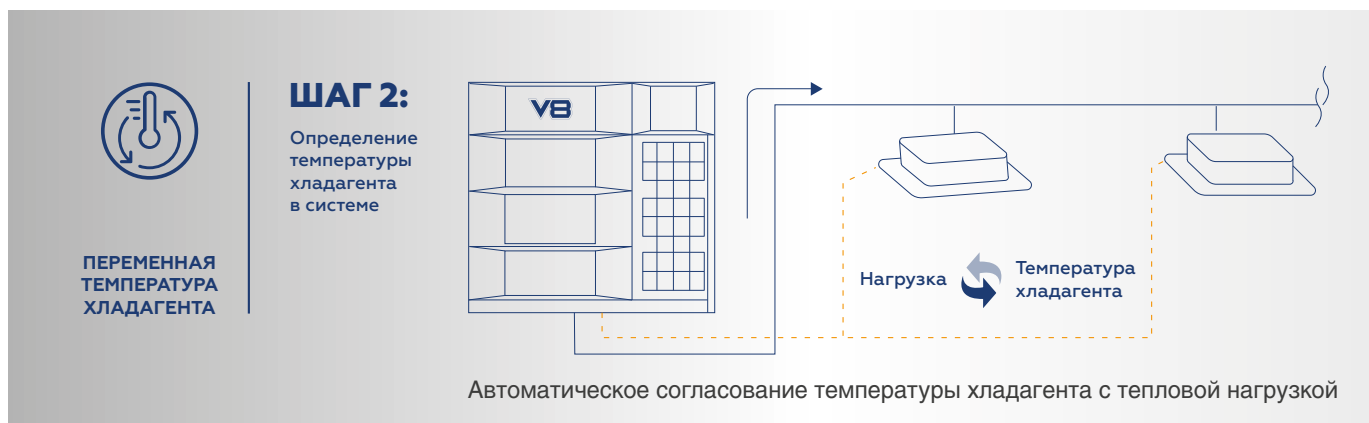 ШАГ 2:
Определение
температуры
хладагента
в системе
ПЕРЕМЕННАЯ
ТЕМПЕРАТУРА
ХЛАДАГЕНТА
V8
Нагрузка
Температура
хладагента
Автоматическое согласование температуры хладагента с тепловой нагрузкой